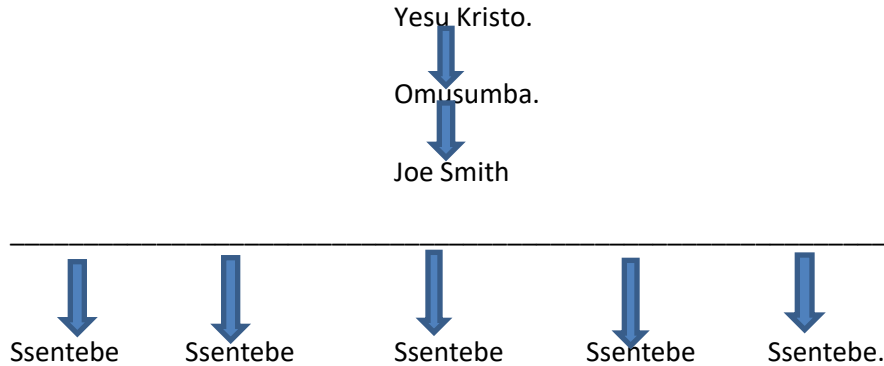 Yesu Kristo.
Omusumba.
Joe Smith
Ssentebe Ssentebe Ssentebe Ssentebe Ssentebe.